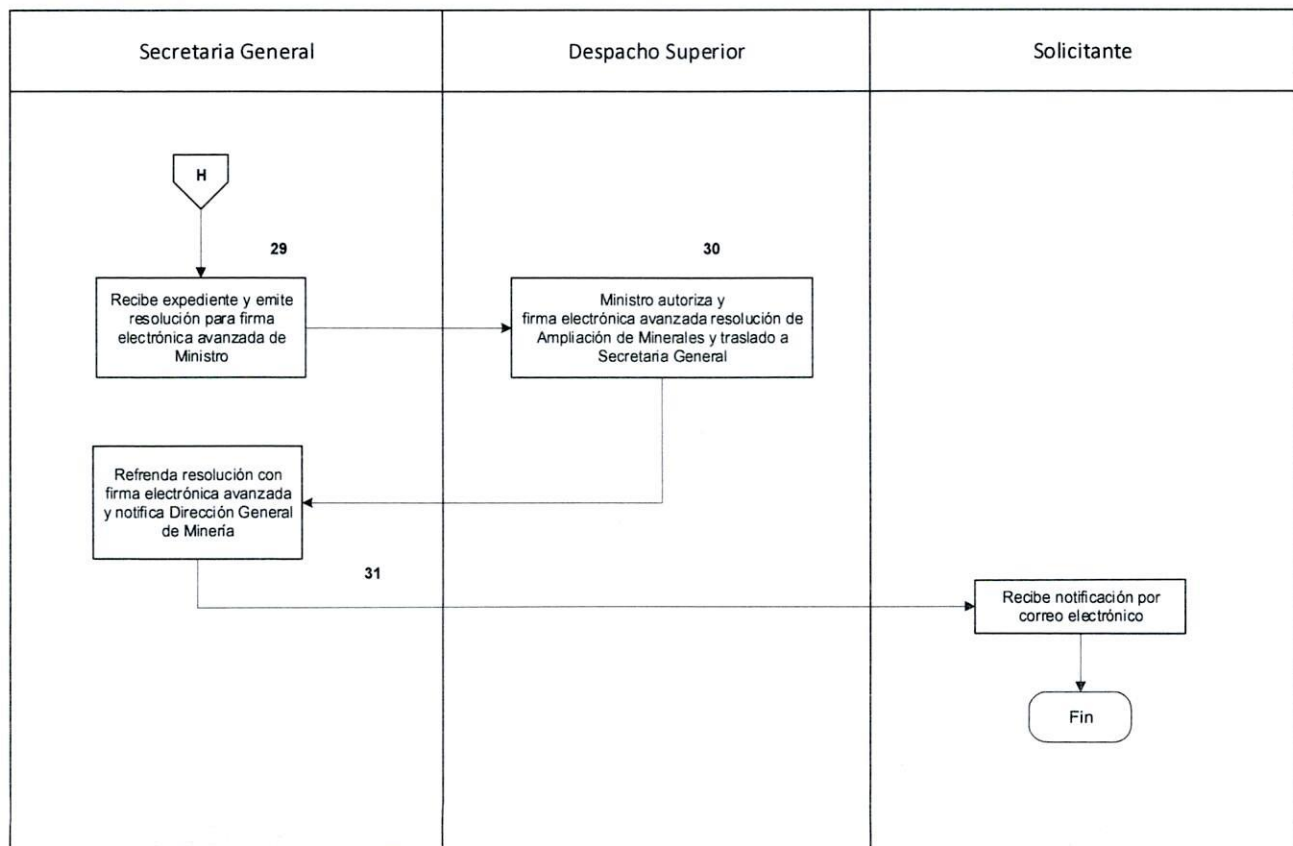 Secretaria General
Despacho Superior
Solicitante
H
29
30
Recibe expediente y emite
resolución para firma
electrónica avanzada de
Ministro
Ministro autoriza y
firma electrónica avanzada resolución de
Ampliación de Minerales y traslado a
Secretaria General
Refrenda resolución con
firma electrónica avanzada
y notifica Dirección General
de Minería
31
Recibe notificación por
correo electrónico
Fin